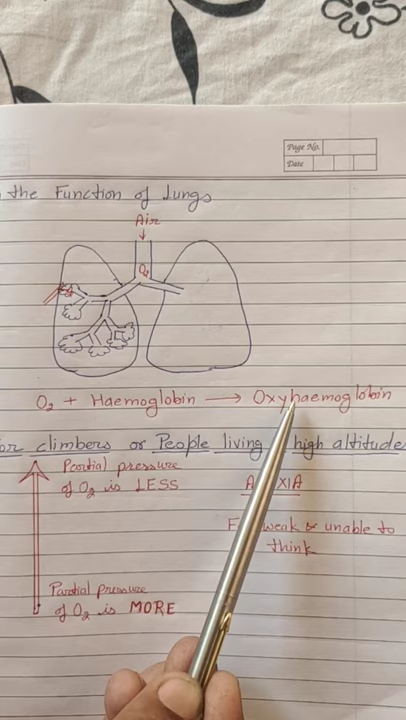 Page No.
Date
the Function of Lungs
Air
O2
O2 + Haemoglobin → Oxyhaemoglobin
or climbers or People living high altitude
Partial pressure
of O2 is LESS
weak & unable to
think
Partial pressure
of O2 is MORE